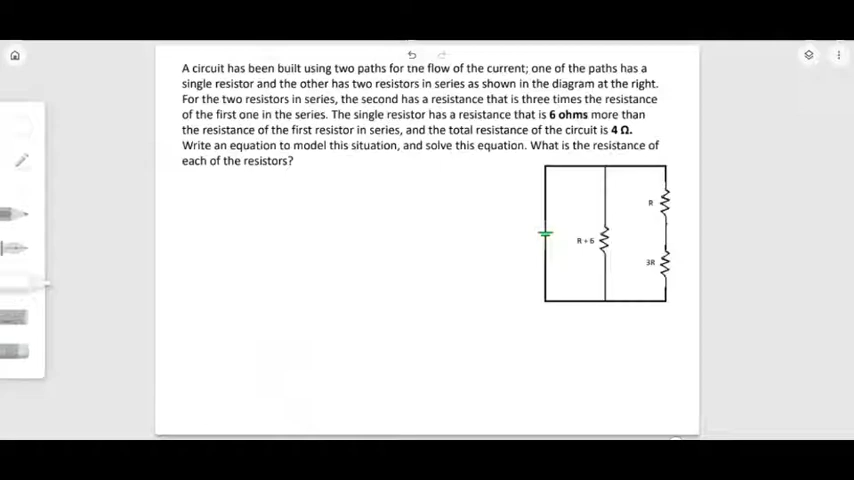 A circuit has been built using two paths for the flow of the current; one of the paths has a
single resistor and the other has two resistors in series as shown in the diagram at the right.
For the two resistors in series, the second has a resistance that is three times the resistance
of the first one in the series. The single resistor has a resistance that is 6 ohms more than
the resistance of the first resistor in series, and the total resistance of the circuit is 4 Ω.
Write an equation to model this situation, and solve this equation. What is the resistance of
each of the resistors?
R
R + 6
3R